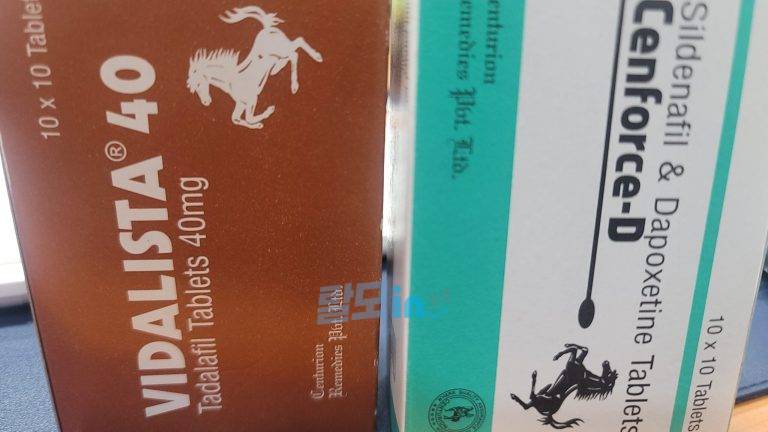 10 x 10 Tablet
VIDALISTA® 40
Tadalafil Tablets 40mg
Centurion
Remedies Pvt. Ltd.
Centurion
Remedies Pvt. Ltd.
Sildenafil & Dapoxetine Tablets
Cenforce-D
10 x 10 Tablets